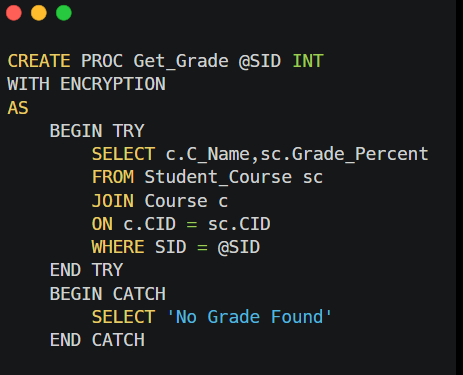 CREATE PROC Get_Grade @SID INT
WITH ENCRYPTION
AS
    BEGIN TRY
        SELECT c.C_Name,sc.Grade_Percent
        FROM Student_Course sc
        JOIN Course c
        ON c.CID = sc.CID
        WHERE SID = @SID
    END TRY
    BEGIN CATCH
        SELECT 'No Grade Found'
    END CATCH